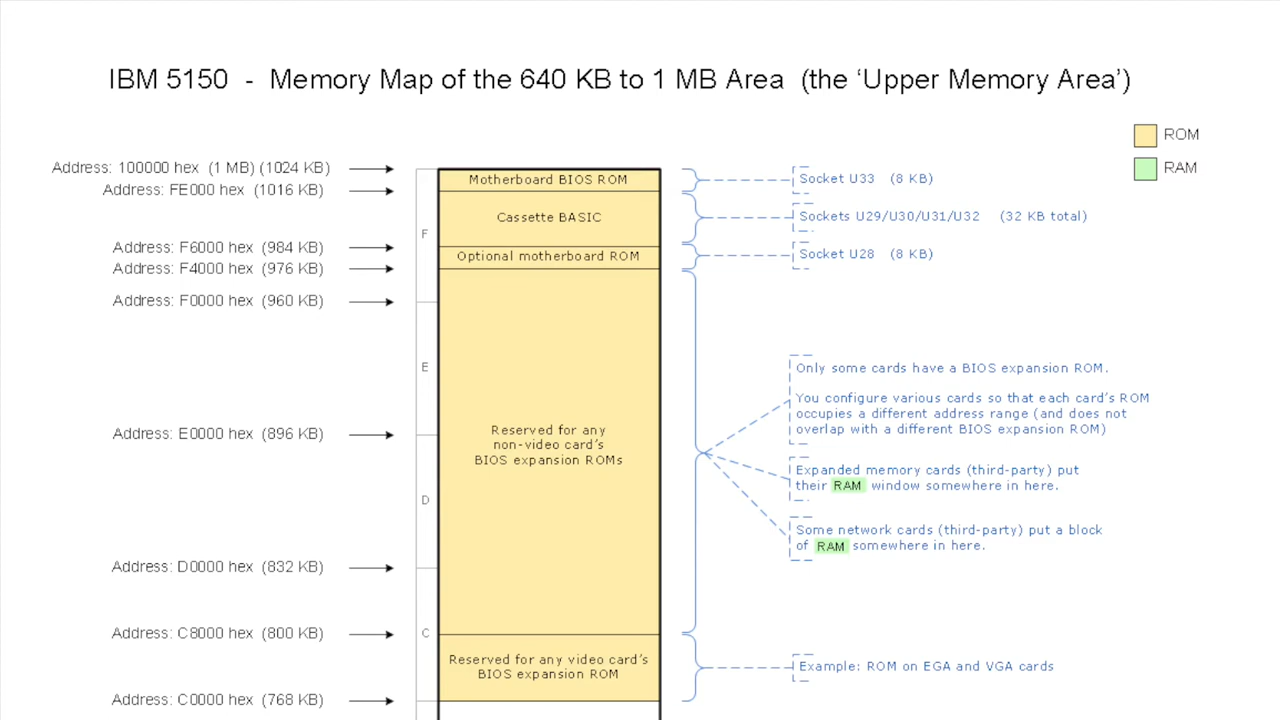 IBM 5150 - Memory Map of the 640 KB to 1 MB Area (the ‘Upper Memory Area’)
ROM
RAM
Address: 100000 hex (1 MB) (1024 KB)
Address: FE000 hex (1016 KB)
Address: F6000 hex (984 KB)
Address: F4000 hex (976 KB)
Address: F0000 hex (960 KB)
Address: E0000 hex (896 KB)
Address: D0000 hex (832 KB)
Address: C8000 hex (800 KB)
Address: C0000 hex (768 KB)
F
E
D
C
Motherboard BIOS ROM
Cassette BASIC
Optional motherboard ROM
Reserved for any
non-video card's
BIOS expansion ROMs
Reserved for any video card's
BIOS expansion ROM
Socket U33 (8 KB)
Sockets U29/U30/U31/U32 (32 KB total)
Socket U28 (8 KB)
Only some cards have a BIOS expansion ROM.
You configure various cards so that each card's ROM
occupies a different address range (and does not
overlap with a different BIOS expansion ROM)
Expanded memory cards (third-party) put
their RAM window somewhere in here.
Some network cards (third-party) put a block
of RAM somewhere in here.
Example: ROM on EGA and VGA cards